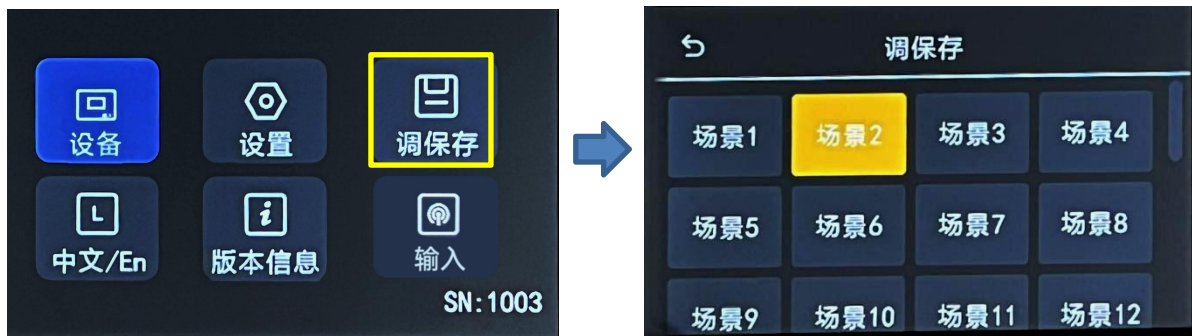 设备
设置
调保存
中文/En
版本信息
输入
SN:1003
调保存
场景1
场景2
场景3
场景4
场景5
场景6
场景7
场景8
场景9
场景10
场景11
场景12